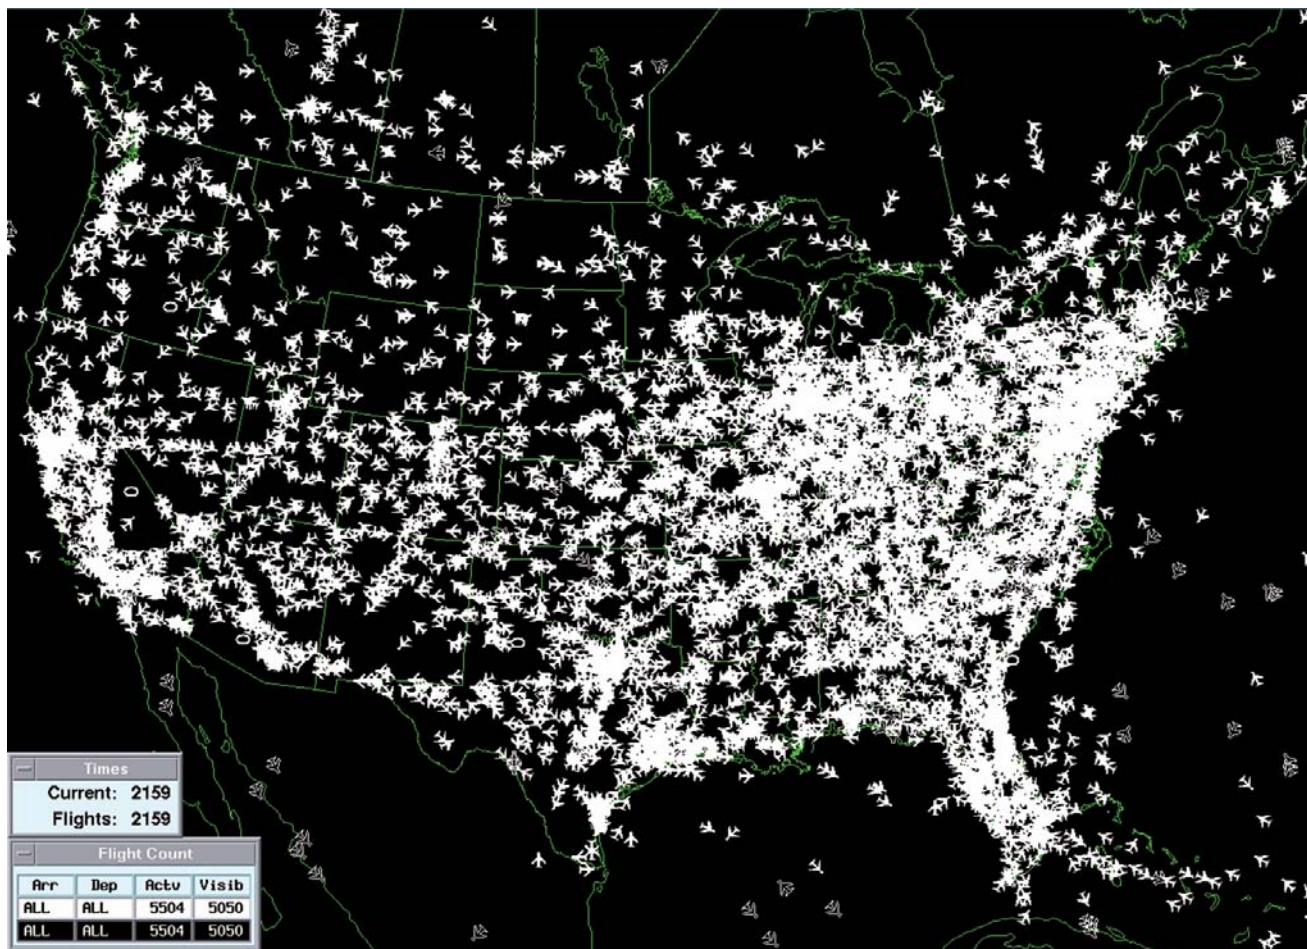 Times
Current: 2159
Flights: 2159
Flight Count
Arr Dep Actv Visib
ALL ALL 5504 5050
ALL ALL 5504 5050